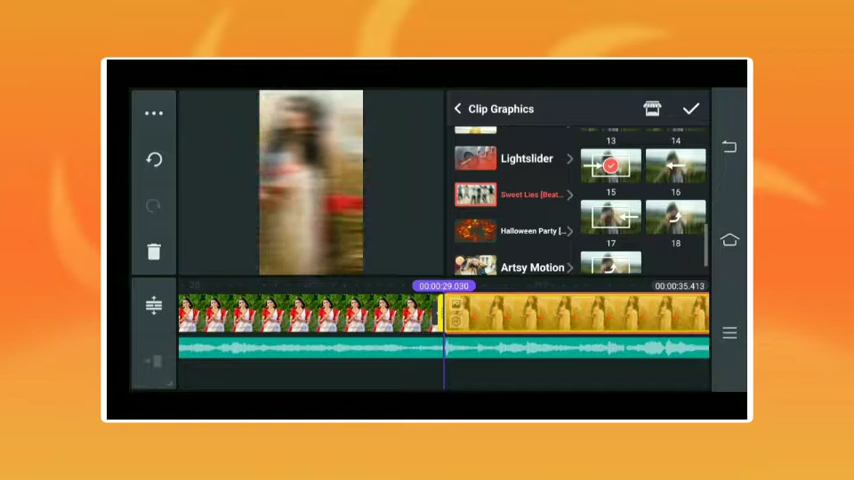 Clip Graphics
13
14
Lightslider
15
16
Sweet Lies [Beat...
Halloween Party [...
17
18
Artsy Motion
00:00:29.030
00:00:35.413